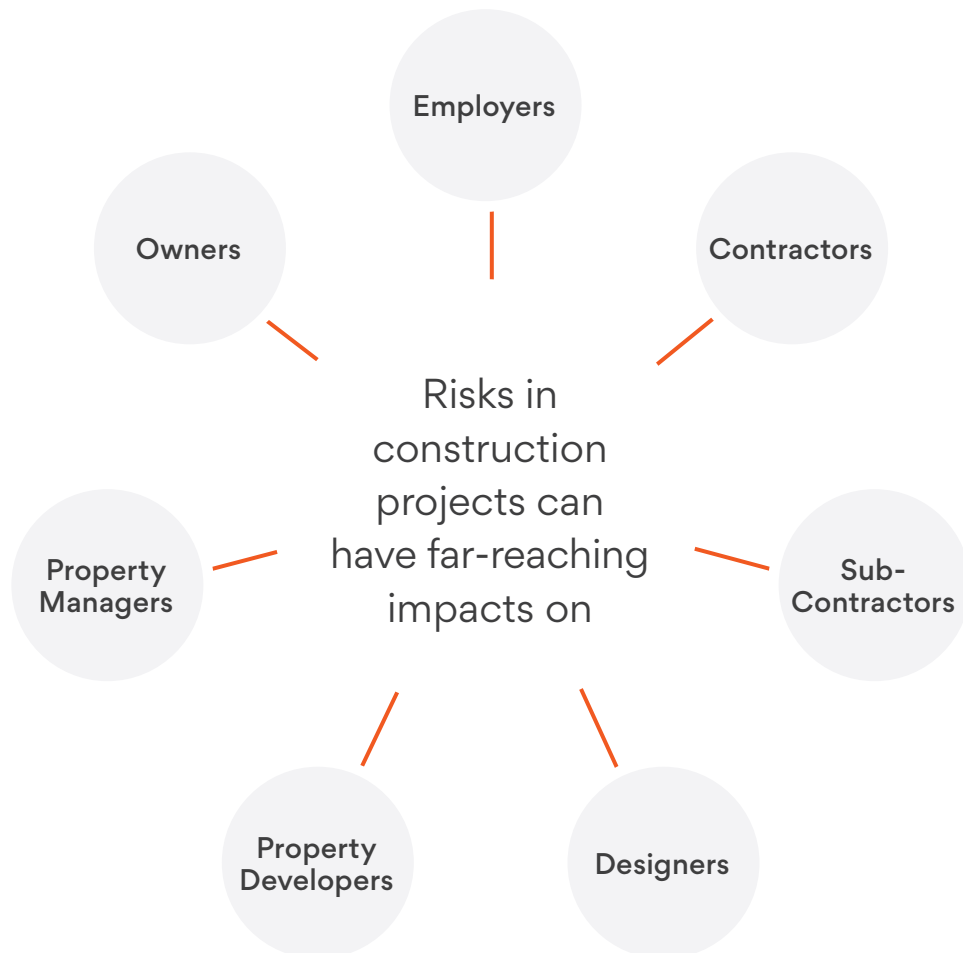 Employers
Owners
Contractors
Risks in
construction
projects can
have far-reaching
impacts on
Property
Managers
Sub-
Contractors
Property
Developers
Designers